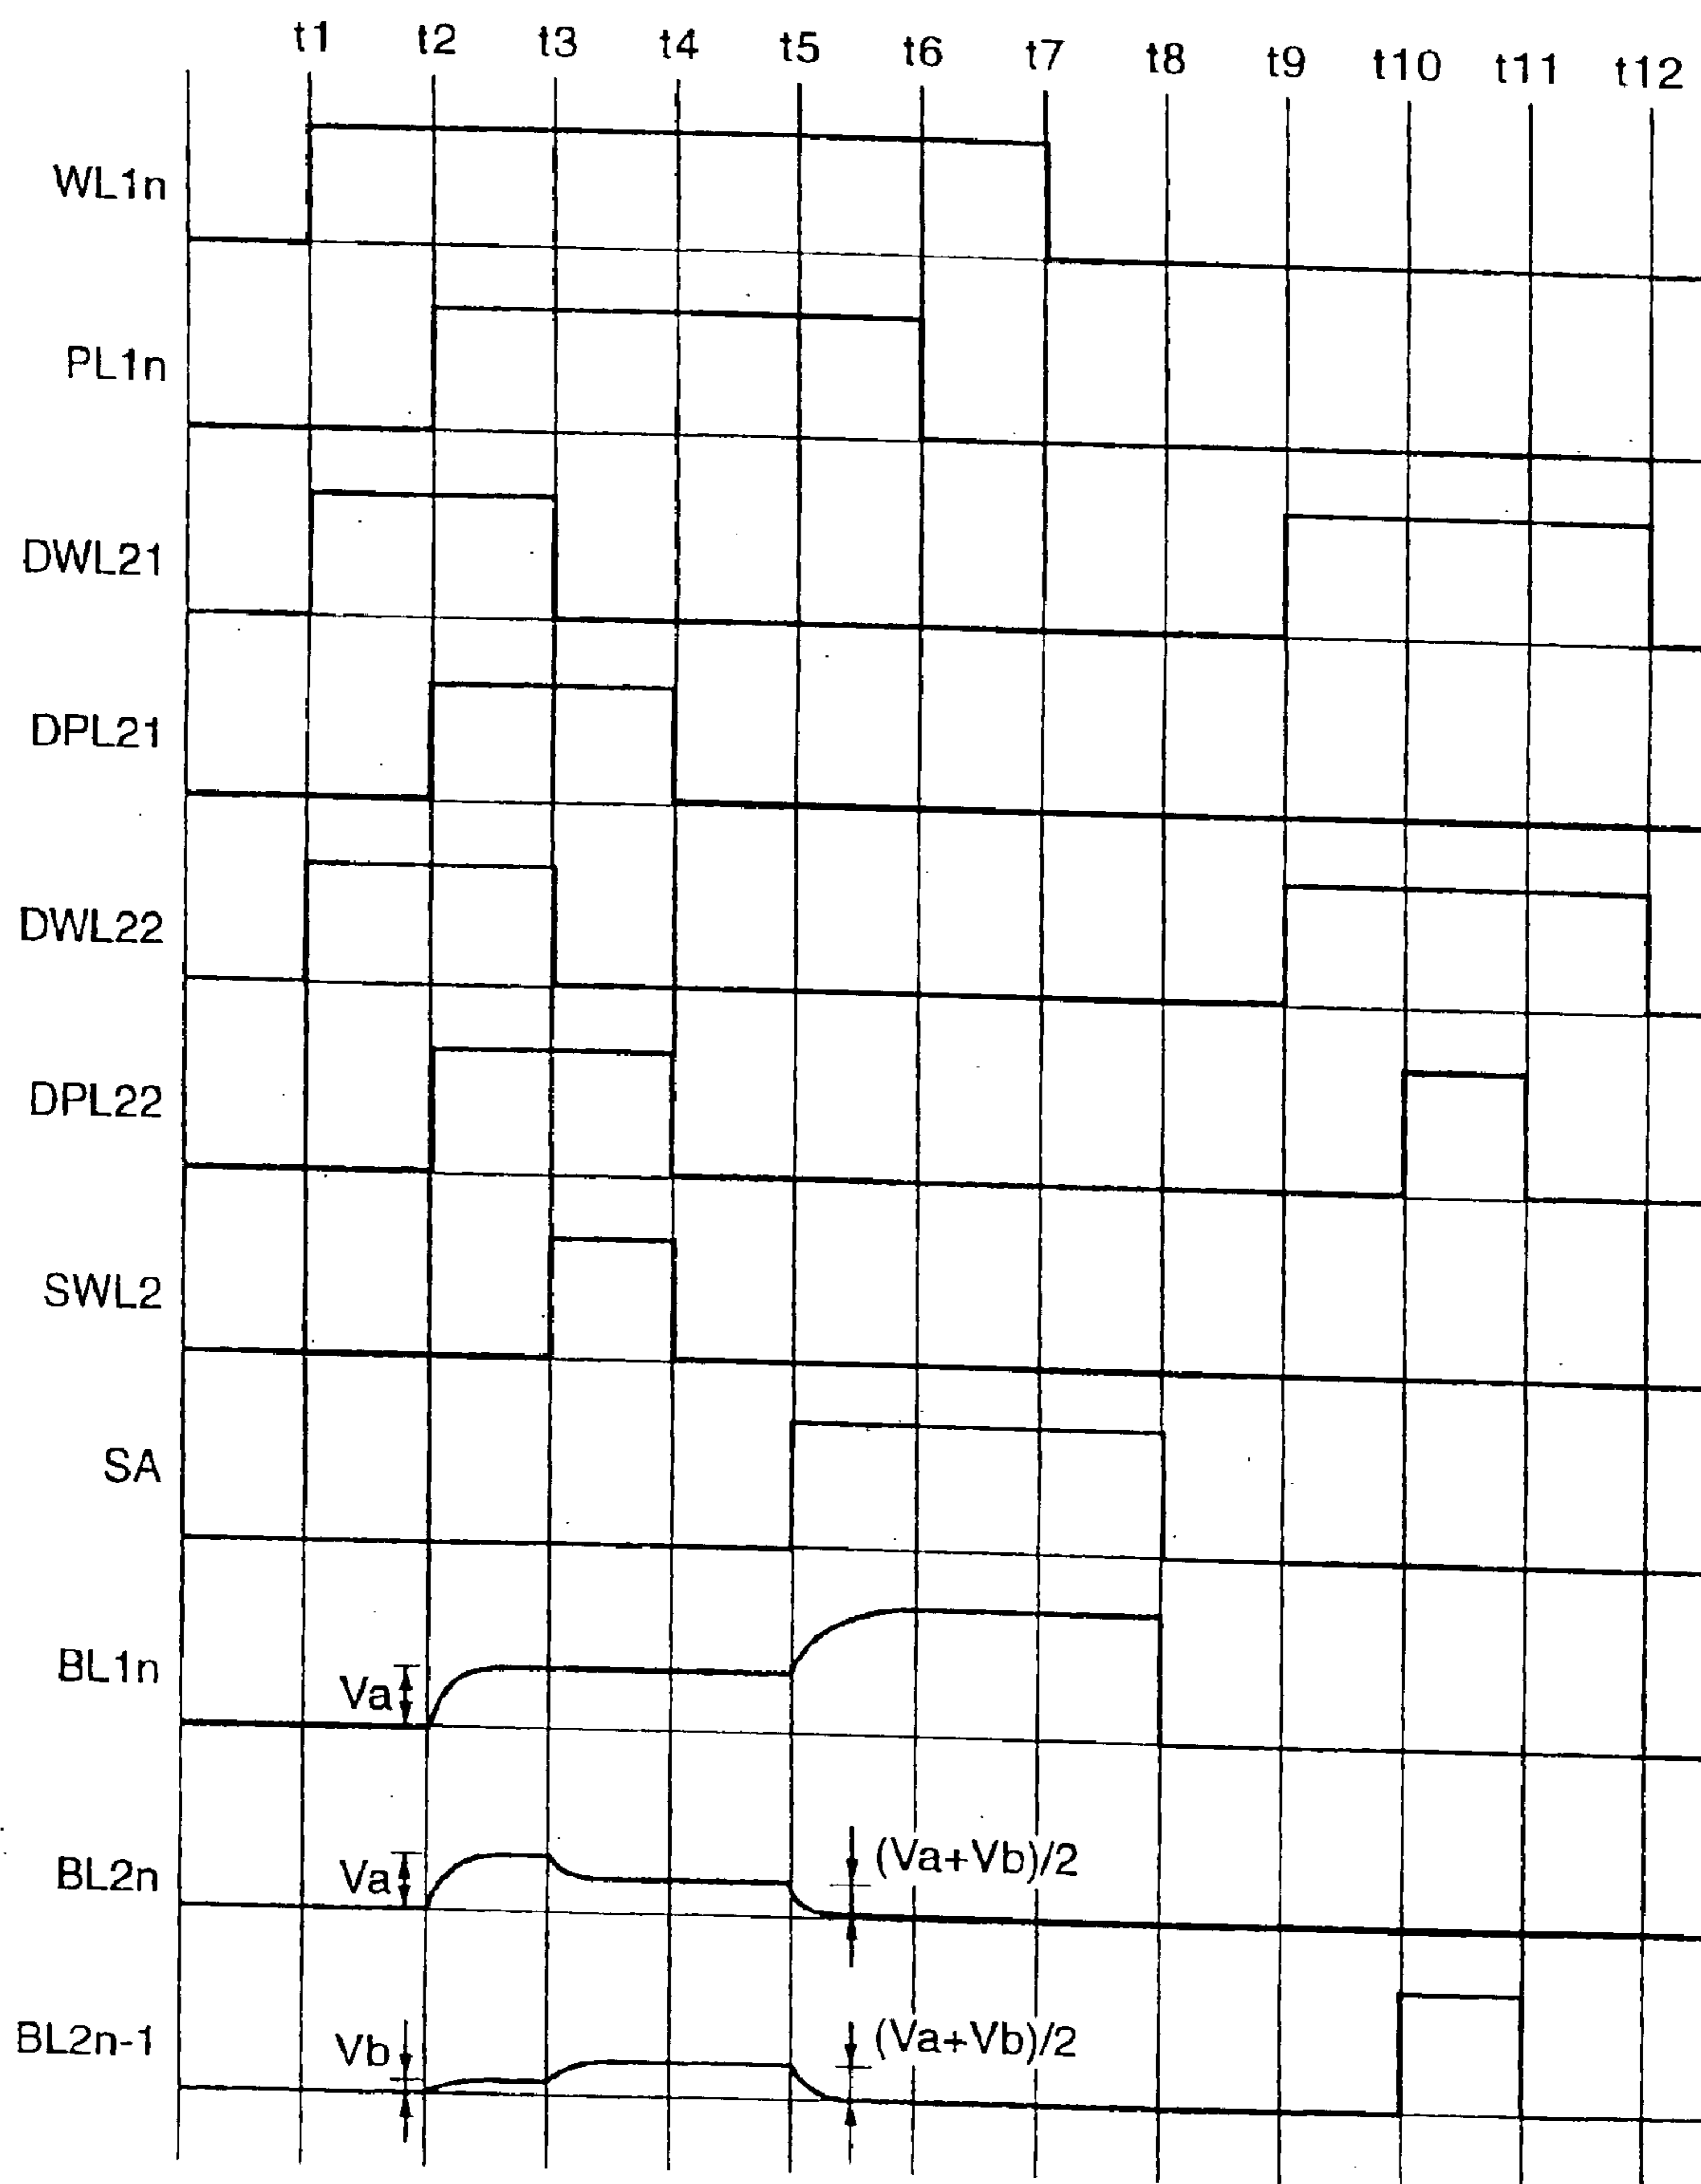 t1 t2 t3 t4 t5 t6 t7 t8 t9 t10 t11 t12
WL1n
PL1n
DWL21
DPL21
DWL22
DPL22
SWL2
SA
BL1n
Va
BL2n
Va
(Va+Vb)/2
BL2n-1
Vb
(Va+Vb)/2